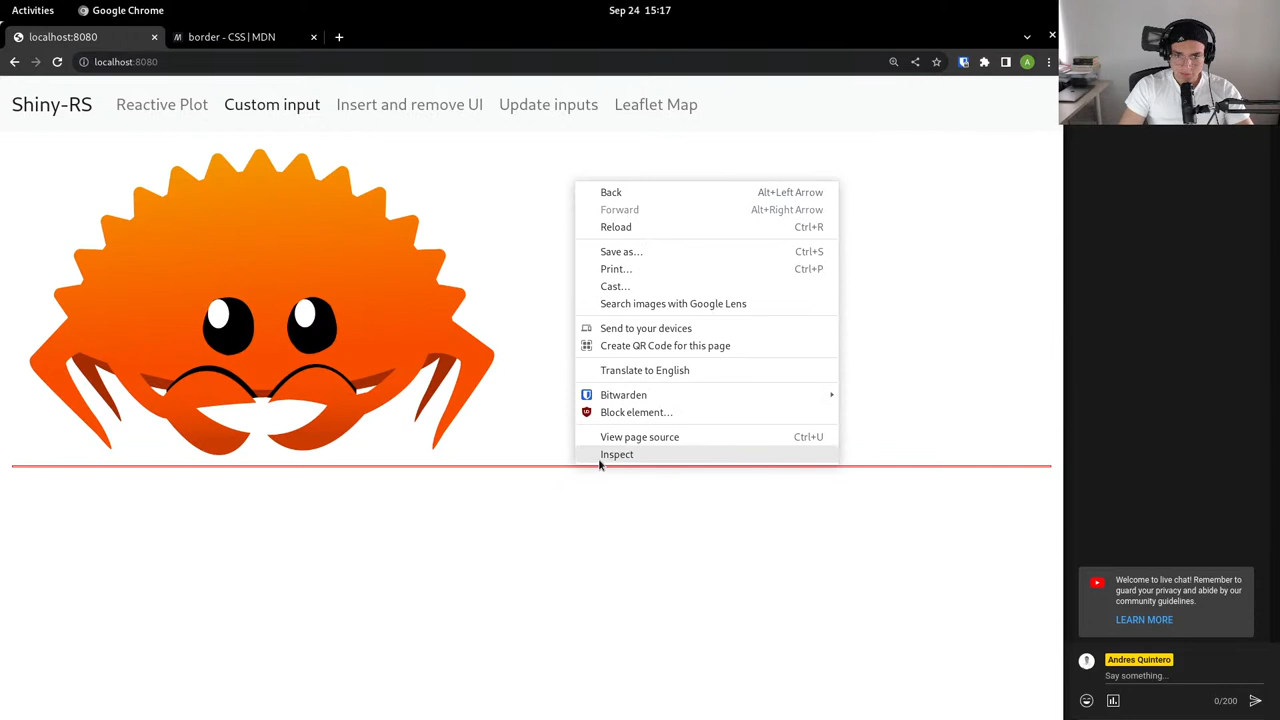 Activities
Google Chrome
Sep 24 15:17
localhost:8080
border - CSS | MDN
localhost:8080
A
Shiny-RS
Reactive Plot
Custom input
Insert and remove UI
Update inputs
Leaflet Map
Back Alt+Left Arrow
Forward Alt+Right Arrow
Reload Ctrl+R
Save as… Ctrl+S
Print… Ctrl+P
Cast…
Search images with Google Lens
Send to your devices
Create QR Code for this page
Translate to English
Bitwarden
Block element…
View page source Ctrl+U
Inspect
Welcome to live chat! Remember to
guard your privacy and abide by our
community guidelines.
LEARN MORE
Andres Quintero
Say something...
0/200